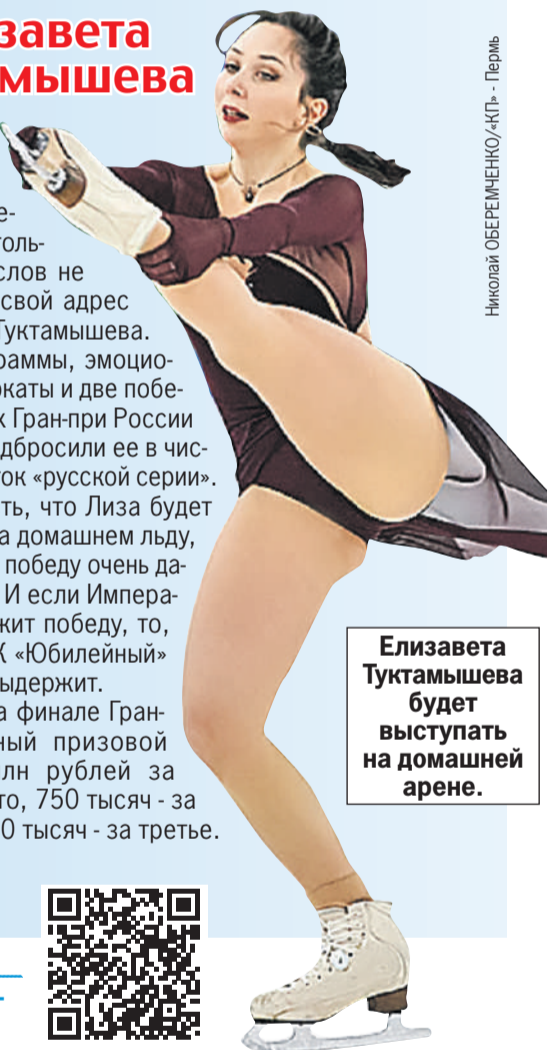 завета
мышева
е-
толь-
слов не
свой адрес
Туктамышева.
раммы, эмоцио-
окаты и две побе-
х Гран-при России
дбросили ее в чис-
ок «русской серии».
ть, что Лиза будет
а домашнем льду,
победу очень да-
И если Импера-
жит победу, то,
К «Юбилейный»
ыдержит.
а финале Гран-
ный призовой
лн рублей за
то, 750 тысяч - за
0 тысяч - за третье.
Николай ОБЕРЕМЧЕНКО/«КП» - Пермь
Елизавета
Туктамышева
будет
выступать
на домашней
арене.